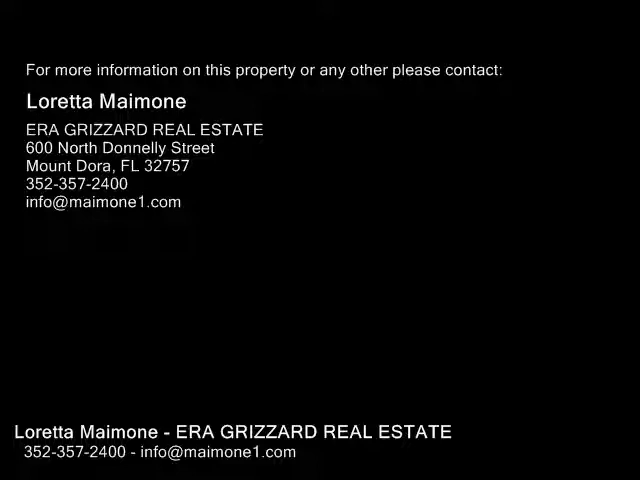 For more information on this property or any other please contact:
Loretta Maimone
ERA GRIZZARD REAL ESTATE
600 North Donnelly Street
Mount Dora, FL 32757
352-357-2400
info@maimone1.com
Loretta Maimone - ERA GRIZZARD REAL ESTATE
352-357-2400 - info@maimone1.com